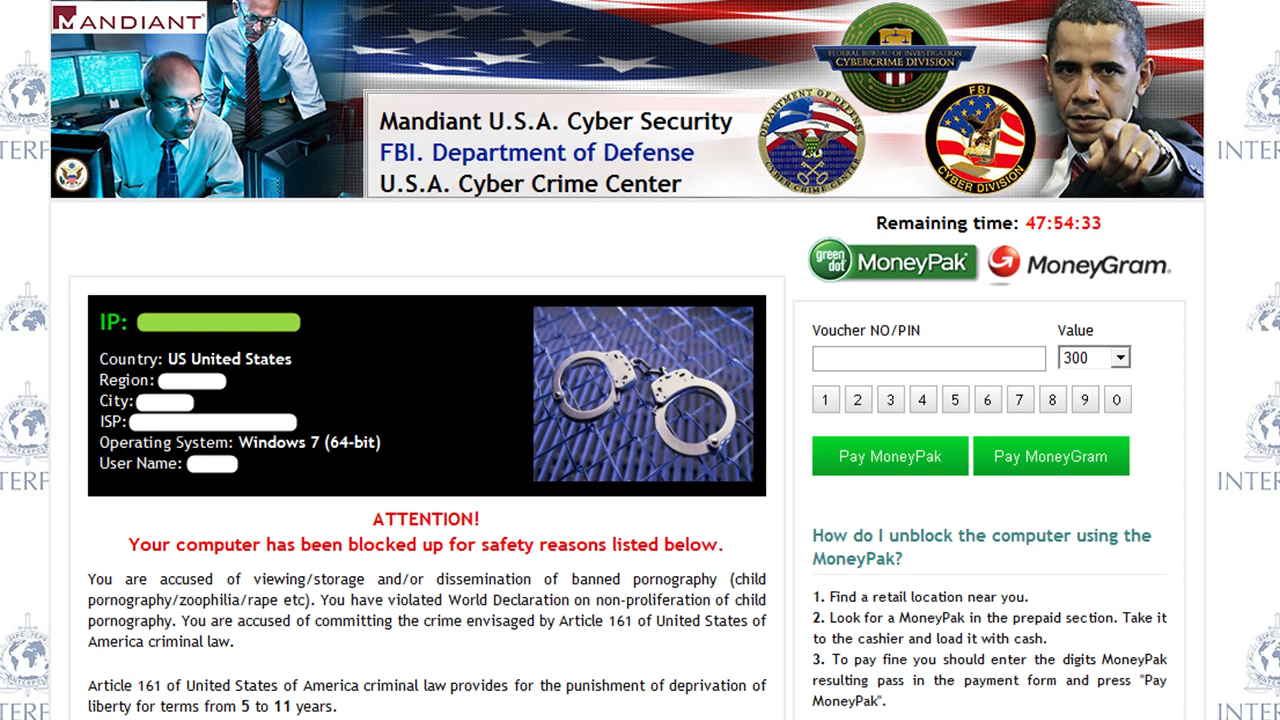 MANDIANT
FEDERAL BUREAU OF INVESTIGATION
CYBERCRIME DIVISION
DEPARTMENT OF DEFENSE
CYBER CRIME CENTER
FBI
CYBER DIVISION
Mandiant U.S.A. Cyber Security
FBI. Department of Defense
U.S.A. Cyber Crime Center
Remaining time: 47:54:33
green dot MoneyPak
MoneyGram.
IP:
Country: US United States
Region:
City:
ISP:
Operating System: Windows 7 (64-bit)
User Name:
Voucher NO/PIN Value
300
1 2 3 4 5 6 7 8 9 0
Pay MoneyPak Pay MoneyGram
ATTENTION!
Your computer has been blocked up for safety reasons listed below.
You are accused of viewing/storage and/or dissemination of banned pornography (child
pornography/zoophilia/rape etc). You have violated World Declaration on non-proliferation of child
pornography. You are accused of committing the crime envisaged by Article 161 of United States of
America criminal law.
Article 161 of United States of America criminal law provides for the punishment of deprivation of
liberty for terms from 5 to 11 years.
How do I unblock the computer using the
MoneyPak?
1. Find a retail location near you.
2. Look for a MoneyPak in the prepaid section. Take it
to the cashier and load it with cash.
3. To pay fine you should enter the digits MoneyPak
resulting pass in the payment form and press "Pay
MoneyPak".